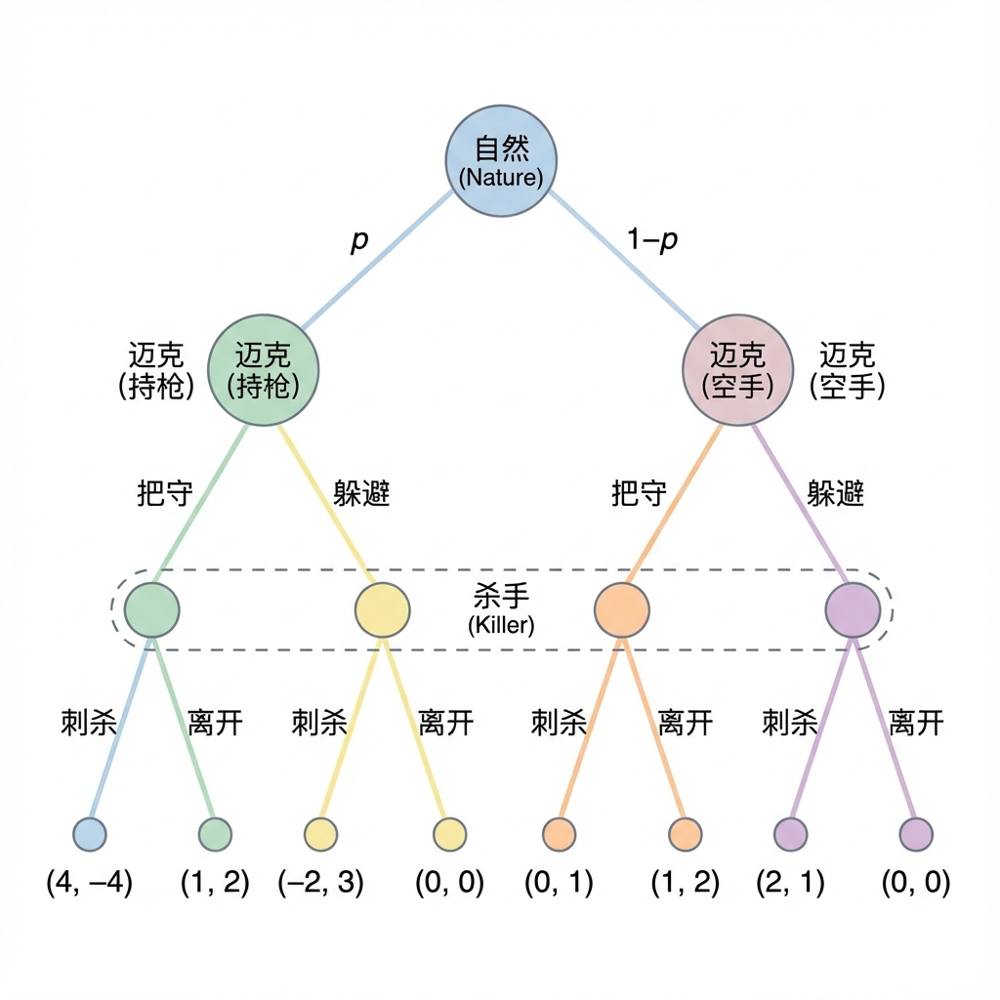 自然
(Nature)
p
1–p
迈克
(持枪)
迈克
(持枪)
迈克
(空手)
迈克
(空手)
把守
躲避
把守
躲避
杀手
(Killer)
刺杀
离开
刺杀
离开
刺杀
离开
刺杀
离开
(4, –4)
(1, 2)
(–2, 3)
(0, 0)
(0, 1)
(1, 2)
(2, 1)
(0, 0)